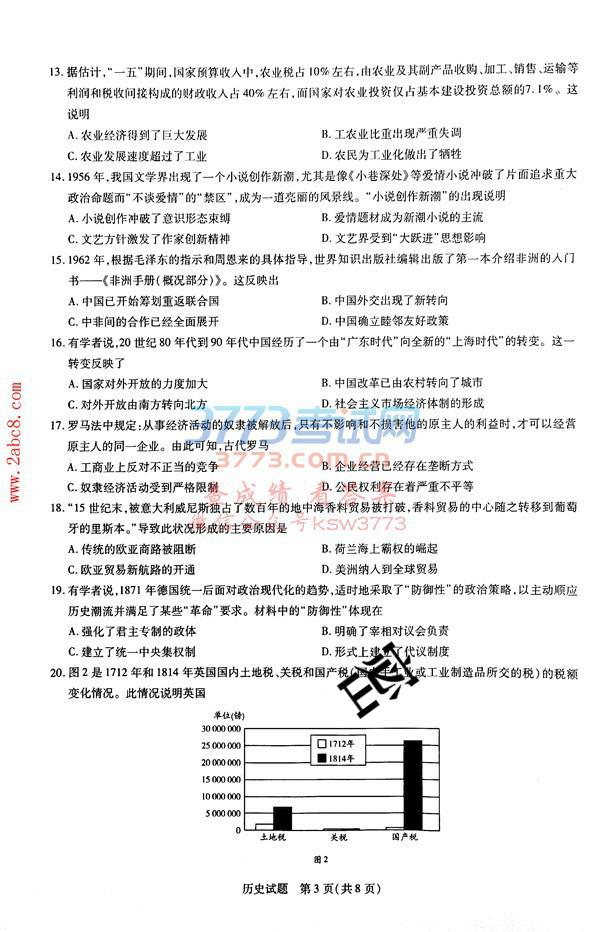 13. 据估计,“一五”期间,国家预算收入中,农业税占10%左右,由农业及其副产品收购、加工、销售、运输等
利润和税收间接构成的财政收入占40%左右,而国家对农业投资仅占基本建设投资总额的7.1%。这
说明
A. 农业经济得到了巨大发展 B. 工农业比重出现严重失调
C. 农业发展速度超过了工业 D. 农民为工业化做出了牺牲
14. 1956年,我国文学界出现了一个小说创作新潮,尤其是像《小巷深处》等爱情小说冲破了片面追求重大
政治命题而“不谈爱情”的“禁区”,成为一道亮丽的风景线。“小说创作新潮”的出现说明
A. 小说创作冲破了意识形态束缚 B. 爱情题材成为新潮小说的主流
C. 文艺方针激发了作家创新精神 D. 文艺界受到“大跃进”思想影响
15. 1962年,根据毛泽东的指示和周恩来的具体指导,世界知识出版社编辑出版了第一本介绍非洲的入门
书——《非洲手册(概况部分)》。这反映出
A. 中国已开始筹划重返联合国 B. 中国外交出现了新转向
C. 中非间的合作已经全面展开 D. 中国确立睦邻友好政策
16. 有学者说,20世纪80年代到90年代中国经历了一个由“广东时代”向全新的“上海时代”的转变。这一
转变反映了
A. 国家对外开放的力度加大 B. 中国改革已由农村转向了城市
C. 对外开放由南方转向北方 D. 社会主义市场经济体制的形成
17. 罗马法中规定:从事经济活动的奴隶被解放后,只有不影响和不损害他的原主人的利益时,才可以经营
原主人的同一企业。由此可知,古代罗马
A. 工商业上反对不正当的竞争 B. 企业经营已经存在垄断方式
C. 奴隶经济活动受到严格限制 D. 公民权利存在着严重不平等
18. “15世纪末,被意大利威尼斯独占了数百年的地中海香料贸易被打破,香料贸易的中心随之转移到葡萄
牙的里斯本。”导致此状况形成的主要原因是
A. 传统的欧亚商路被阻断 B. 荷兰海上霸权的崛起
C. 欧亚贸易新航路的开通 D. 美洲纳入到全球贸易
19. 有学者说,1871年德国统一后面对政治现代化的趋势,适时地采取了“防御性”的政治策略,以主动顺应
历史潮流并满足了某些“革命”要求。材料中的“防御性”体现在
A. 强化了君主专制的政体 B. 明确了宰相对议会负责
C. 建立了统一中央集权制 D. 形式上建立了代议制度
20. 图2是1712年和1814年英国国内土地税、关税和国产税(国 工业或工业制造品所交的税)的税额
变化情况。此情况说明英国
单位(镑)
30 000 000
25 000 000
20 000 000
15 000 000
10 000 000
5 000 000
0
1712年
1814年
土地税 关税 国产税
图2
历史试题 第3页(共8页)
密
www.2abc8.com
3773考试网
3773.com.cn
查成绩 看答案
微信公众号ksw3773